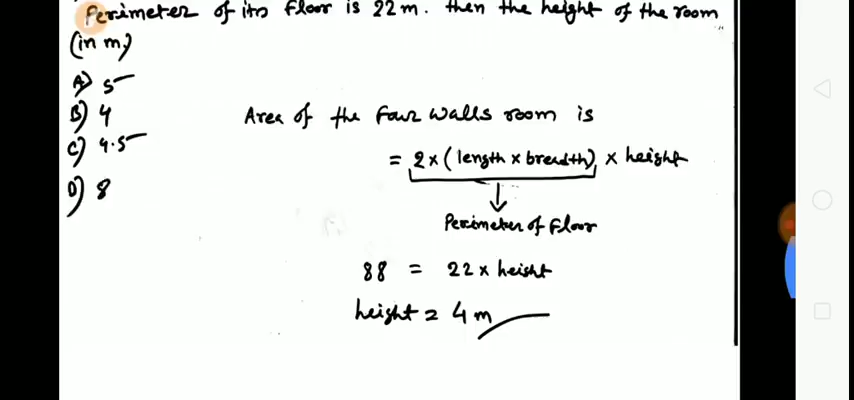 Perimeter of its floor is 22m. then the height of the room
(in m)
A) 5
B) 4
C) 4.5
D) 8
Area of the four walls room is
= 2 × (length × breadth) × height
Perimeter of Floor
88 = 22 × height
height = 4 m